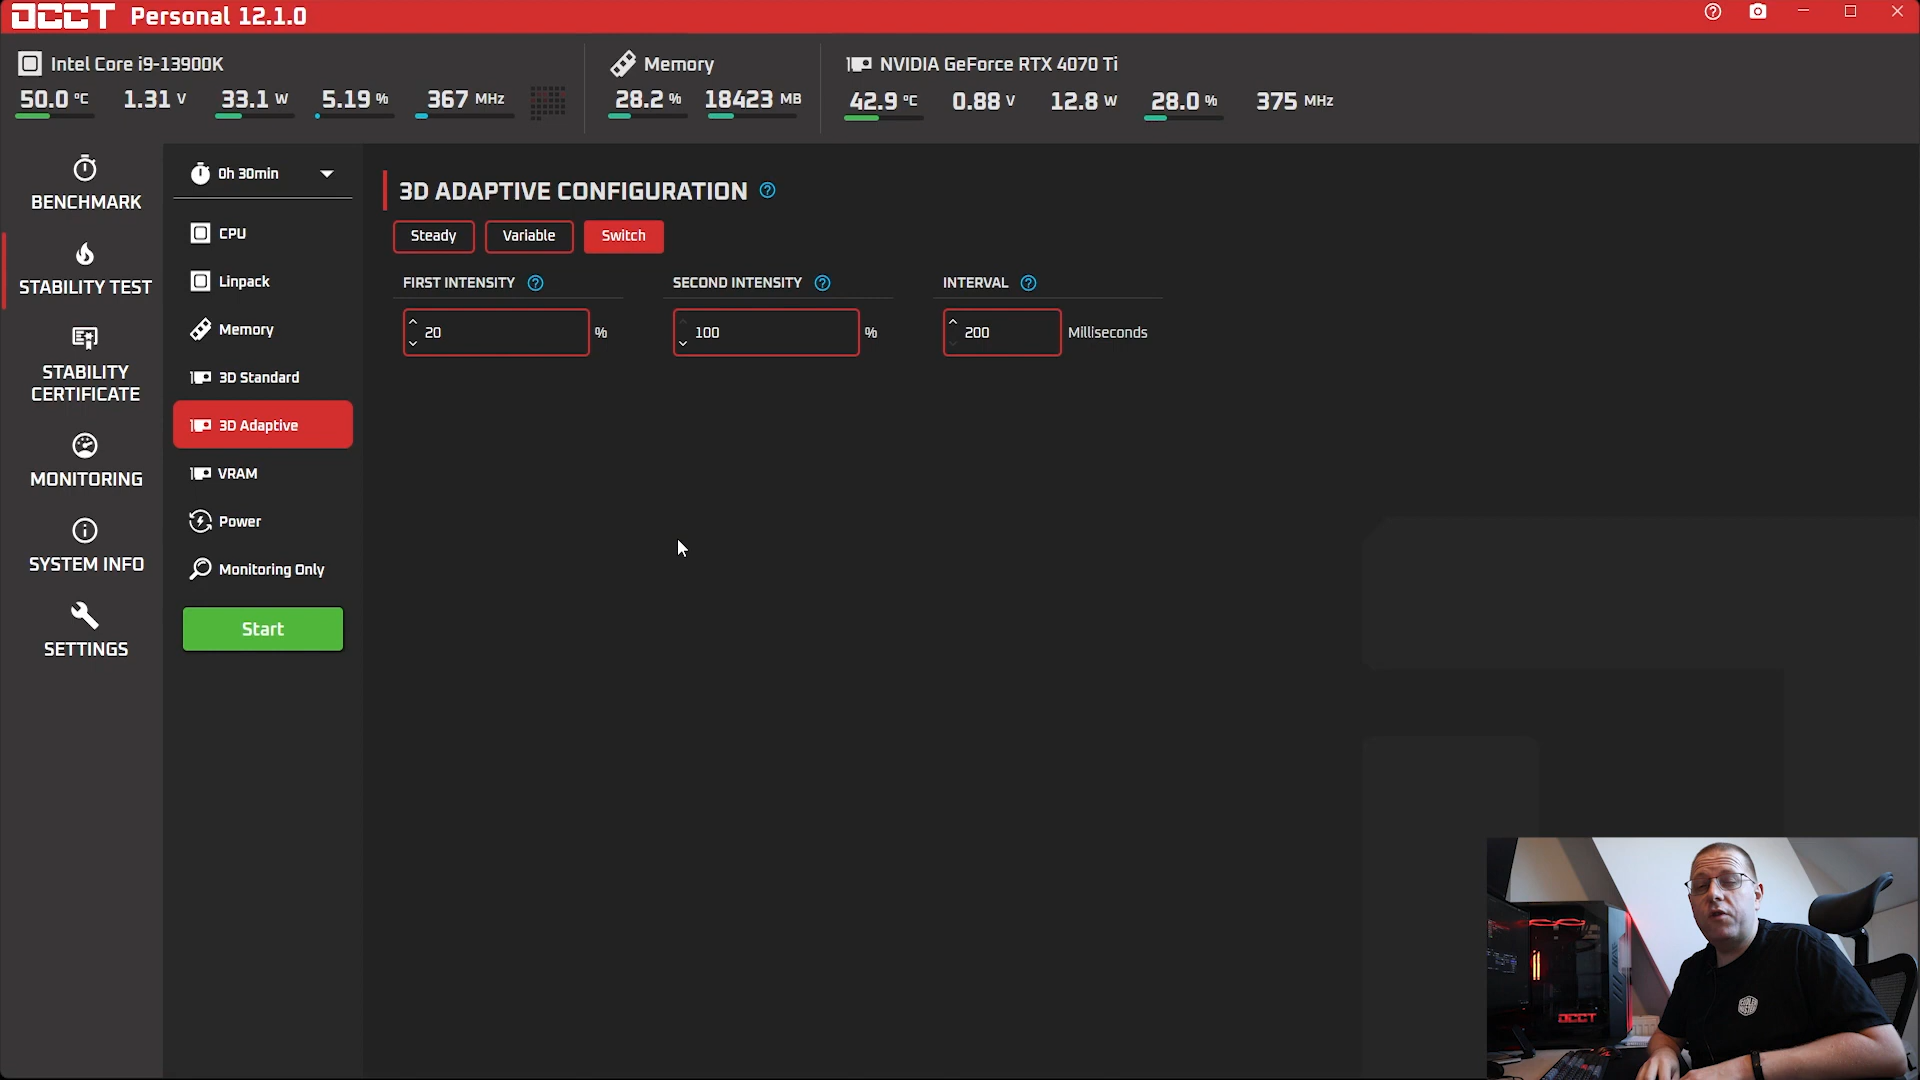 OCCT Personal 12.1.0
Intel Core i9-13900K
50.0 °C 1.31 V 33.1 W 5.19 % 367 MHz
Memory
28.2 % 18423 MB
NVIDIA GeForce RTX 4070 Ti
42.9 °C 0.88 V 12.8 W 28.0 % 375 MHz
BENCHMARK
STABILITY TEST
STABILITY
CERTIFICATE
MONITORING
SYSTEM INFO
SETTINGS
0h 30min
CPU
Linpack
Memory
3D Standard
3D Adaptive
VRAM
Power
Monitoring Only
Start
3D ADAPTIVE CONFIGURATION ?
Steady Variable Switch
FIRST INTENSITY ?
20 %
SECOND INTENSITY ?
100 %
INTERVAL ?
200 Milliseconds
OCCT
COOLER
MASTER